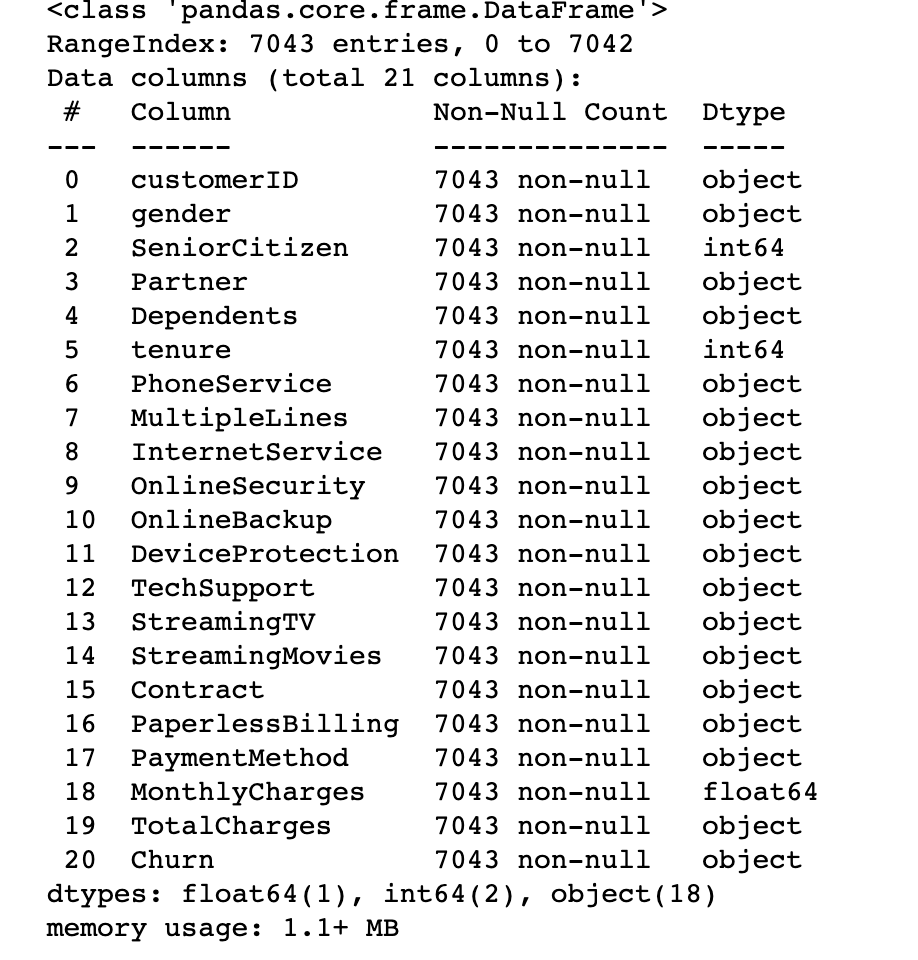 <class 'pandas.core.frame.DataFrame'>
RangeIndex: 7043 entries, 0 to 7042
Data columns (total 21 columns):
 #   Column            Non-Null Count  Dtype
---  ------            --------------  -----
 0   customerID        7043 non-null   object
 1   gender            7043 non-null   object
 2   SeniorCitizen     7043 non-null   int64
 3   Partner           7043 non-null   object
 4   Dependents        7043 non-null   object
 5   tenure            7043 non-null   int64
 6   PhoneService      7043 non-null   object
 7   MultipleLines     7043 non-null   object
 8   InternetService   7043 non-null   object
 9   OnlineSecurity    7043 non-null   object
 10  OnlineBackup      7043 non-null   object
 11  DeviceProtection  7043 non-null   object
 12  TechSupport       7043 non-null   object
 13  StreamingTV       7043 non-null   object
 14  StreamingMovies   7043 non-null   object
 15  Contract          7043 non-null   object
 16  PaperlessBilling  7043 non-null   object
 17  PaymentMethod     7043 non-null   object
 18  MonthlyCharges    7043 non-null   float64
 19  TotalCharges      7043 non-null   object
 20  Churn             7043 non-null   object
dtypes: float64(1), int64(2), object(18)
memory usage: 1.1+ MB